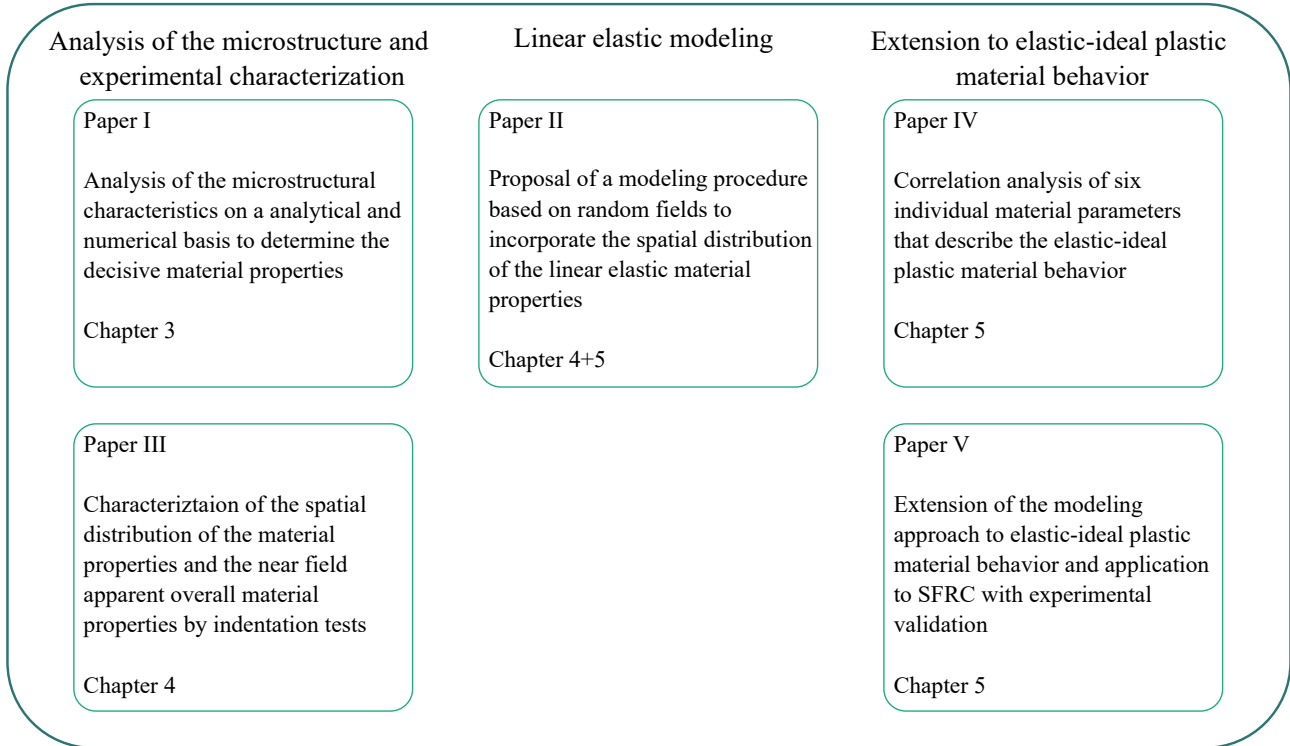 Analysis of the microstructure and
experimental characterization
Paper I
Analysis of the microstructural
characteristics on a analytical and
numerical basis to determine the
decisive material properties
Chapter 3
Paper III
Characteriztaion of the spatial
distribution of the material
properties and the near field
apparent overall material
properties by indentation tests
Chapter 4
Linear elastic modeling
Paper II
Proposal of a modeling procedure
based on random fields to
incorporate the spatial distribution
of the linear elastic material
properties
Chapter 4+5
Extension to elastic-ideal plastic
material behavior
Paper IV
Correlation analysis of six
individual material parameters
that describe the elastic-ideal
plastic material behavior
Chapter 5
Paper V
Extension of the modeling
approach to elastic-ideal plastic
material behavior and application
to SFRC with experimental
validation
Chapter 5